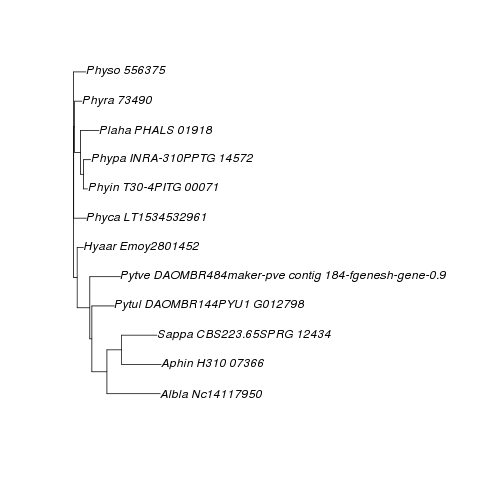 Physo 556375
Phyra 73490
Plaha PHALS 01918
Phypa INRA-310PPTG 14572
Phyin T30-4PITG 00071
Phyca LT1534532961
Hyaar Emoy2801452
Pytve DAOMBR484maker-pve contig 184-fgenesh-gene-0.9
Pytul DAOMBR144PYU1 G012798
Sappa CBS223.65SPRG 12434
Aphin H310 07366
Albla Nc14117950